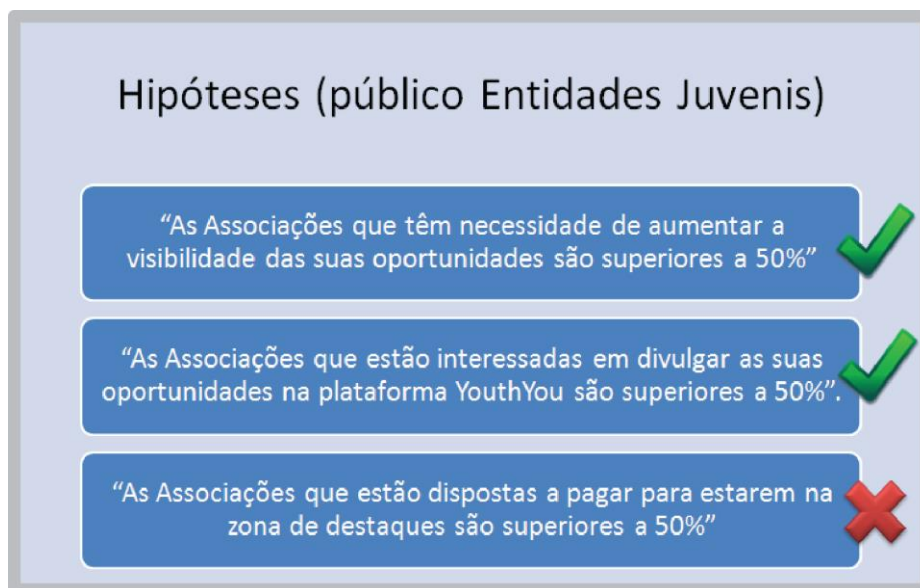 Hipóteses (público Entidades Juvenis)
“As Associações que têm necessidade de aumentar a
visibilidade das suas oportunidades são superiores a 50%”
“As Associações que estão interessadas em divulgar as suas
oportunidades na plataforma YouthYou são superiores a 50%”.
“As Associações que estão dispostas a pagar para estarem na
zona de destaques são superiores a 50%”